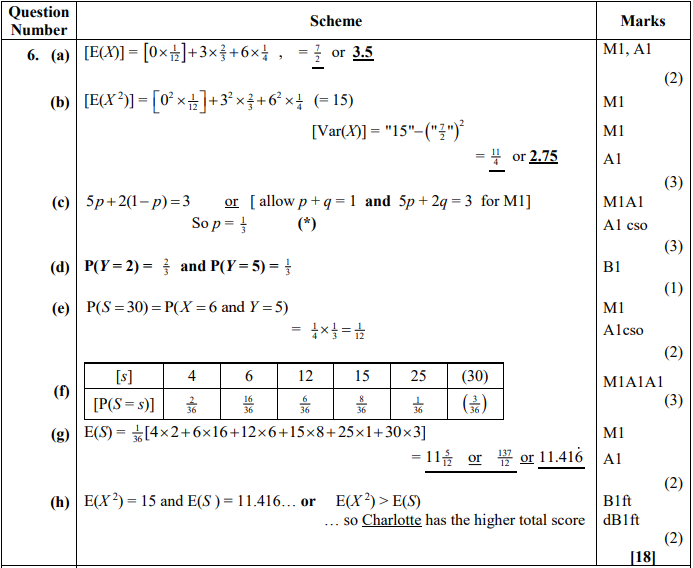 Question Number Scheme Marks
6. (a) [E(X)] = [0×1/12]+3×2/3+6×1/4 , = 7/2 or 3.5 M1, A1
(2)
(b) [E(X²)] = [0²×1/12]+3²×2/3+6²×1/4 (= 15) M1
[Var(X)] = "15"−("7/2")² M1
= 11/4 or 2.75 A1
(3)
(c) 5p+2(1−p)=3 or [ allow p+q=1 and 5p+2q=3 for M1] M1A1
So p = 1/3 (*) A1 cso
(3)
(d) P(Y = 2) = 2/3 and P(Y = 5) = 1/3 B1
(1)
(e) P(S = 30) = P(X = 6 and Y = 5) M1
= 1/4×1/3=1/12 A1cso
(2)
(f) [s] 4 6 12 15 25 (30) M1A1A1
[P(S = s)] 2/36 16/36 6/36 8/36 1/36 (3/36) (3)
(g) E(S) = 1/36[4×2+6×16+12×6+15×8+25×1+30×3] M1
= 11 5/12 or 137/12 or 11.416̇ A1
(2)
(h) E(X²) = 15 and E(S) = 11.416… or E(X²) > E(S) B1ft
… so Charlotte has the higher total score dB1ft
(2)
[18]